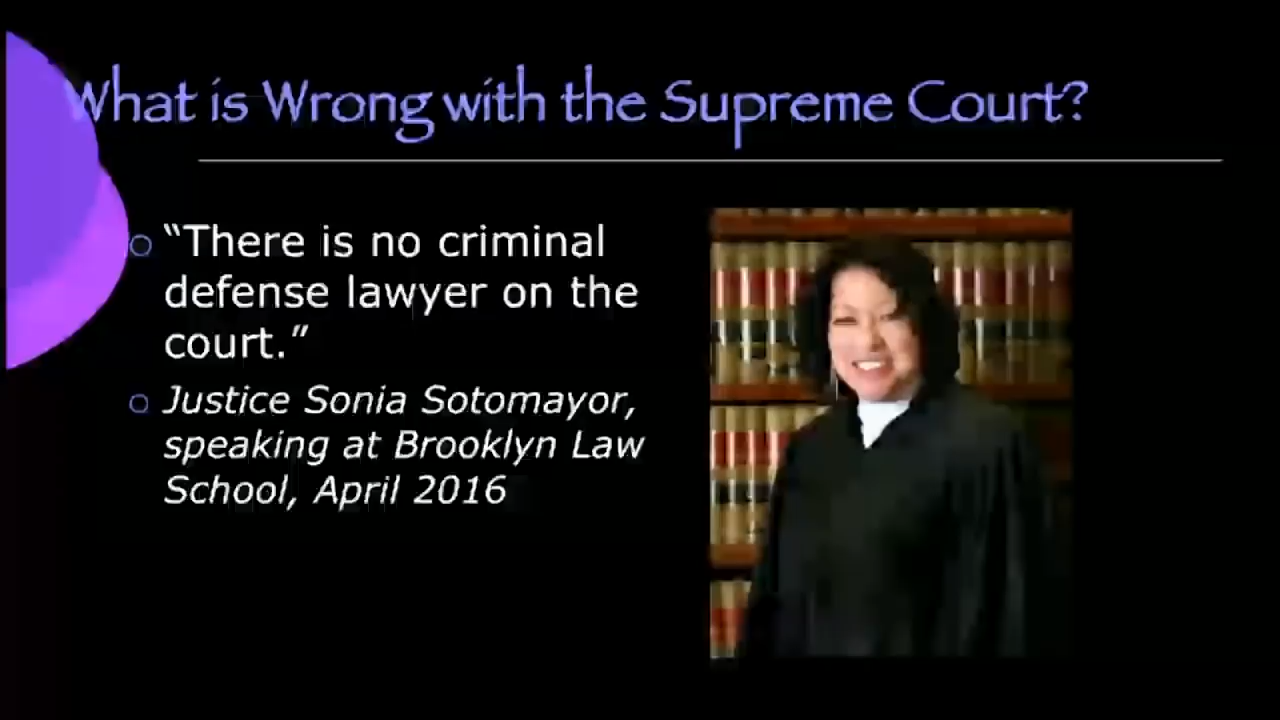 What is Wrong with the Supreme Court?
“There is no criminal
defense lawyer on the
court.”
Justice Sonia Sotomayor,
speaking at Brooklyn Law
School, April 2016